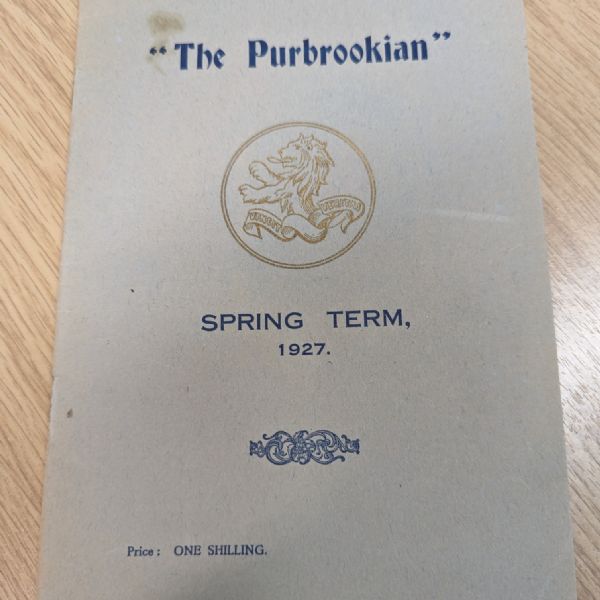 “The Purbrookian”
SPRING TERM,
1927.
Price: ONE SHILLING.